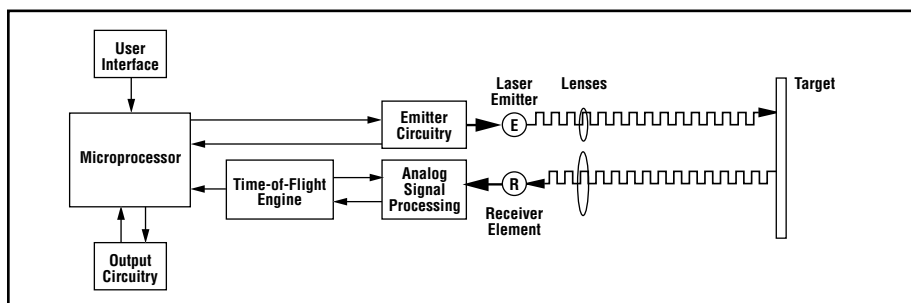 User
Interface
Microprocessor
Output
Circuitry
Time-of-Flight
Engine
Emitter
Circuitry
Analog
Signal
Processing
Laser
Emitter
E
R
Receiver
Element
Lenses
Target